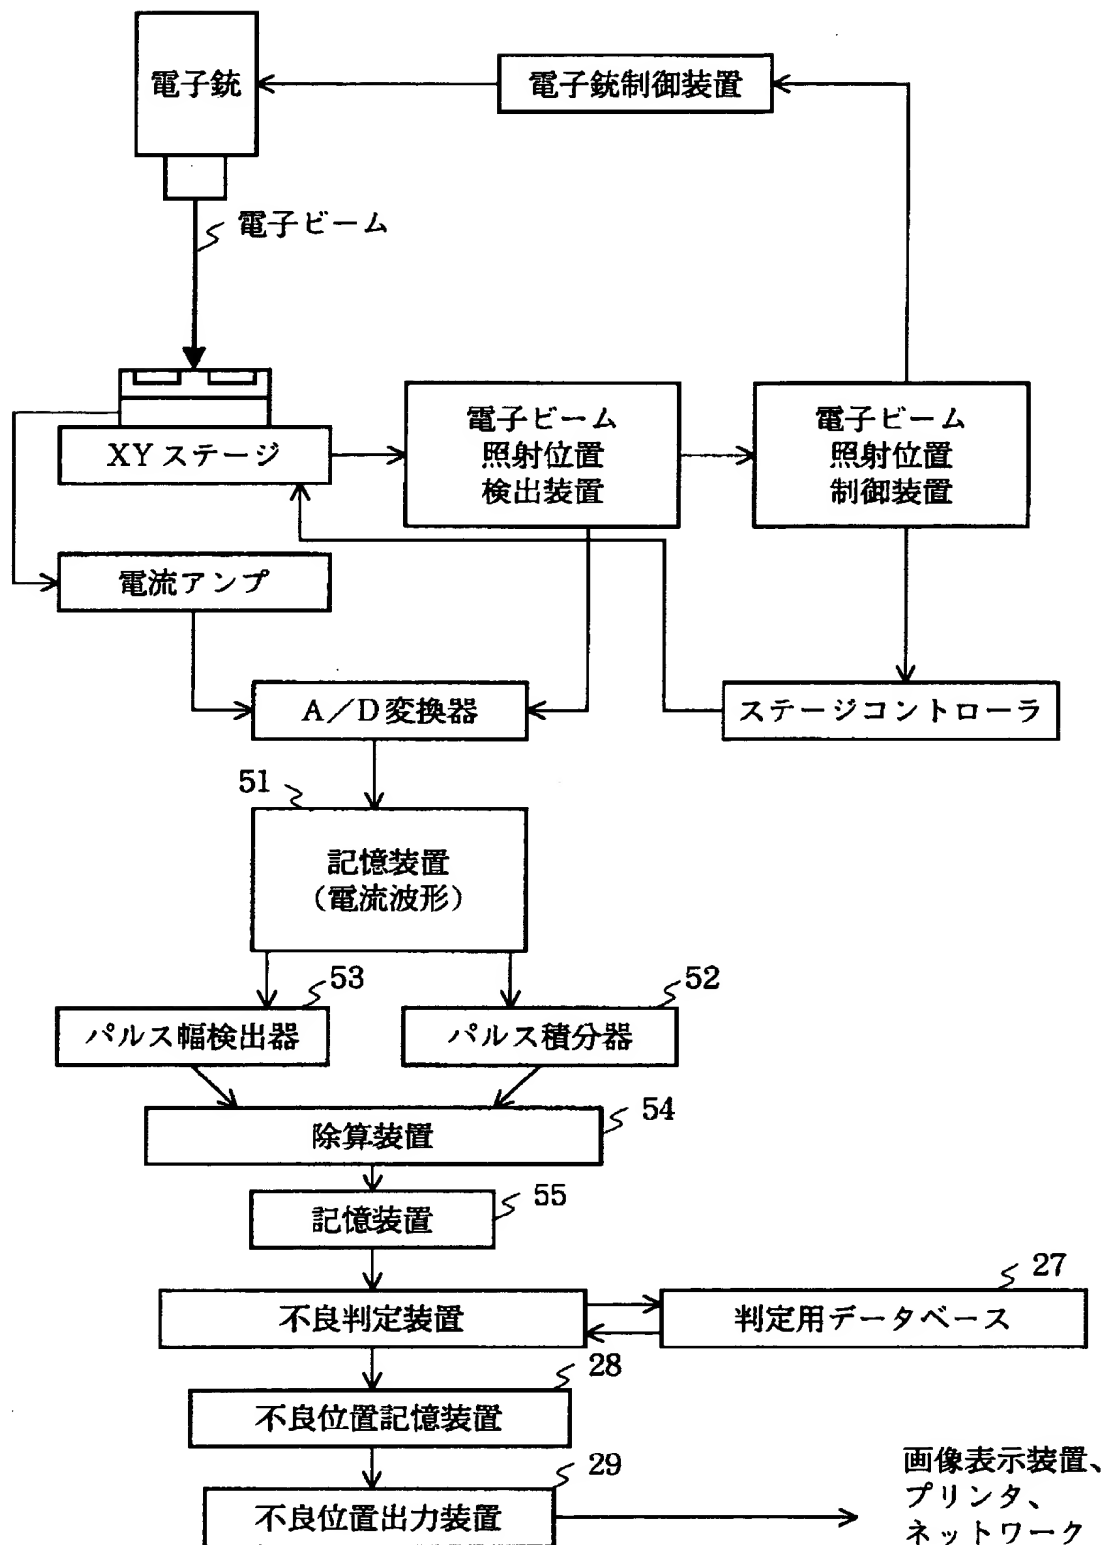 電子銃
電子銃制御装置
電子ビーム
XYステージ
電子ビーム
照射位置
検出装置
電子ビーム
照射位置
制御装置
電流アンプ
A／D変換器
ステージコントローラ
51
記憶装置
（電流波形）
53
52
パルス幅検出器
パルス積分器
54
除算装置
55
記憶装置
27
不良判定装置
判定用データベース
28
不良位置記憶装置
29
不良位置出力装置
画像表示装置、
プリンタ、
ネットワーク